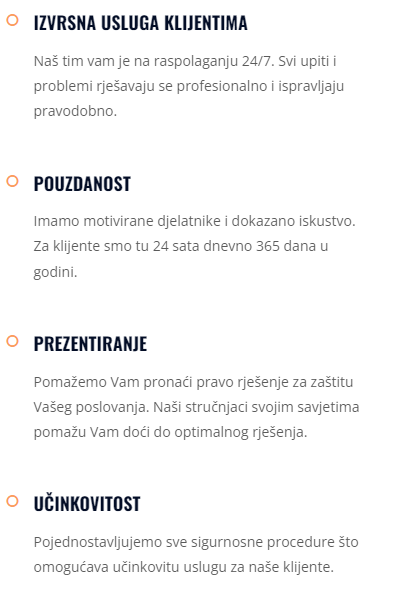 IZVRSNA USLUGA KLIJENTIMA
Naš tim vam je na raspolaganju 24/7. Svi upiti i
problemi rješavaju se profesionalno i ispravljaju
pravodobno.
POUZDANOST
Imamo motivirane djelatnike i dokazano iskustvo.
Za klijente smo tu 24 sata dnevno 365 dana u
godini.
PREZENTIRANJE
Pomažemo Vam pronaći pravo rješenje za zaštitu
Vašeg poslovanja. Naši stručnjaci svojim savjetima
pomažu Vam doći do optimalnog rješenja.
UČINKOVITOST
Pojednostavljujemo sve sigurnosne procedure što
omogućava učinkovitu uslugu za naše klijente.